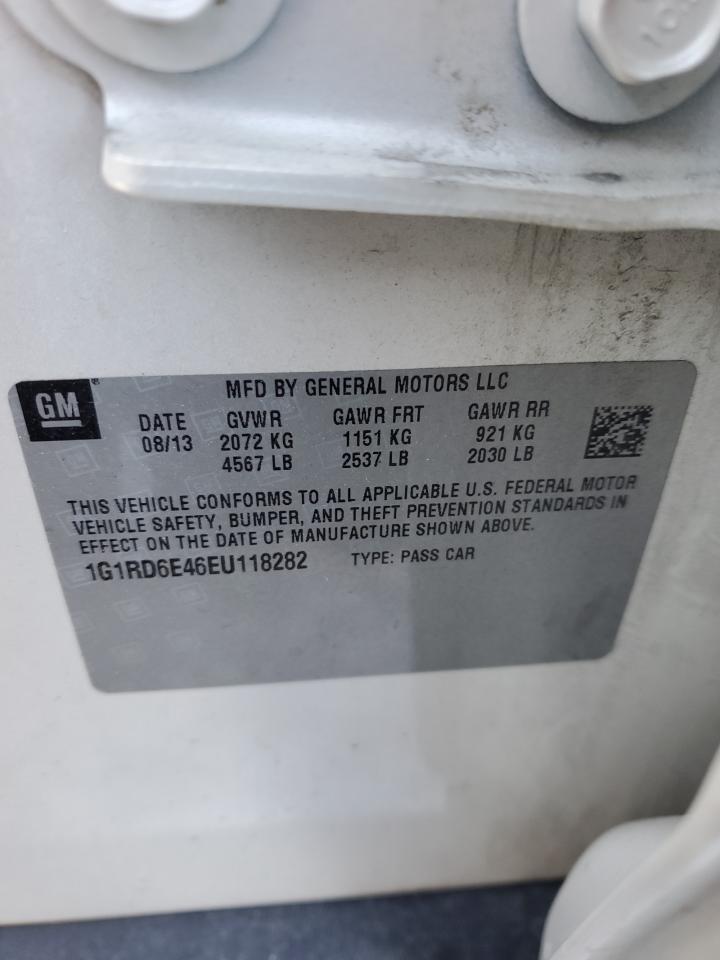 GM
MFD BY GENERAL MOTORS LLC
DATE GVWR GAWR FRT GAWR RR
08/13 2072 KG 1151 KG 921 KG
4567 LB 2537 LB 2030 LB
THIS VEHICLE CONFORMS TO ALL APPLICABLE U.S. FEDERAL MOTOR
VEHICLE SAFETY, BUMPER, AND THEFT PREVENTION STANDARDS IN
EFFECT ON THE DATE OF MANUFACTURE SHOWN ABOVE.
1G1RD6E46EU118282 TYPE: PASS CAR